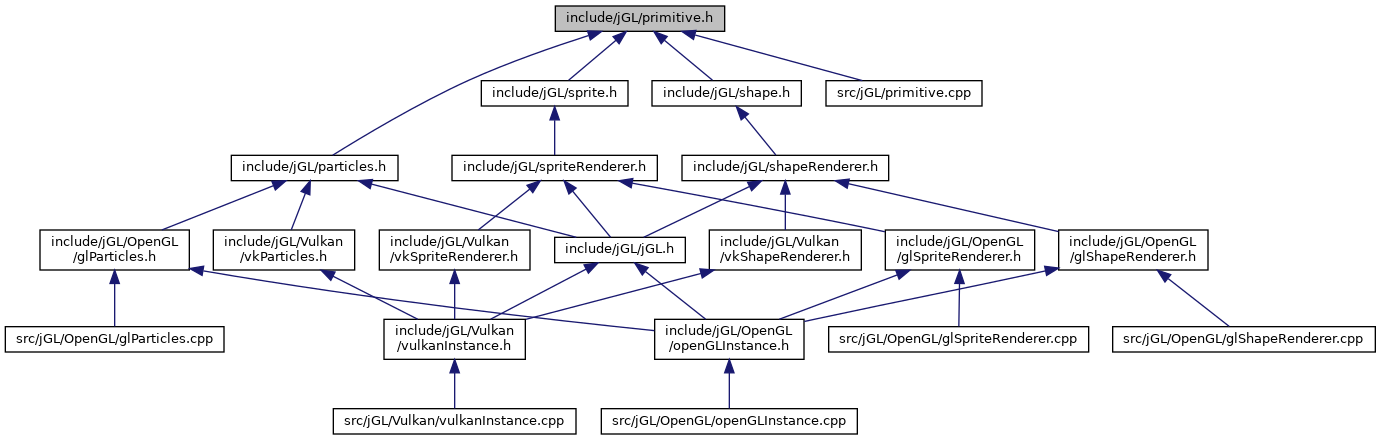 include/jGL/primitive.h
include/jGL/sprite.h
include/jGL/shape.h
src/jGL/primitive.cpp
include/jGL/particles.h
include/jGL/spriteRenderer.h
include/jGL/shapeRenderer.h
include/jGL/OpenGL
/glParticles.h
include/jGL/Vulkan
/vkParticles.h
include/jGL/Vulkan
/vkSpriteRenderer.h
include/jGL/jGL.h
include/jGL/Vulkan
/vkShapeRenderer.h
include/jGL/OpenGL
/glSpriteRenderer.h
include/jGL/OpenGL
/glShapeRenderer.h
src/jGL/OpenGL/glParticles.cpp
include/jGL/Vulkan
/vulkanInstance.h
include/jGL/OpenGL
/openGLInstance.h
src/jGL/OpenGL/glSpriteRenderer.cpp
src/jGL/OpenGL/glShapeRenderer.cpp
src/jGL/Vulkan/vulkanInstance.cpp
src/jGL/OpenGL/openGLInstance.cpp